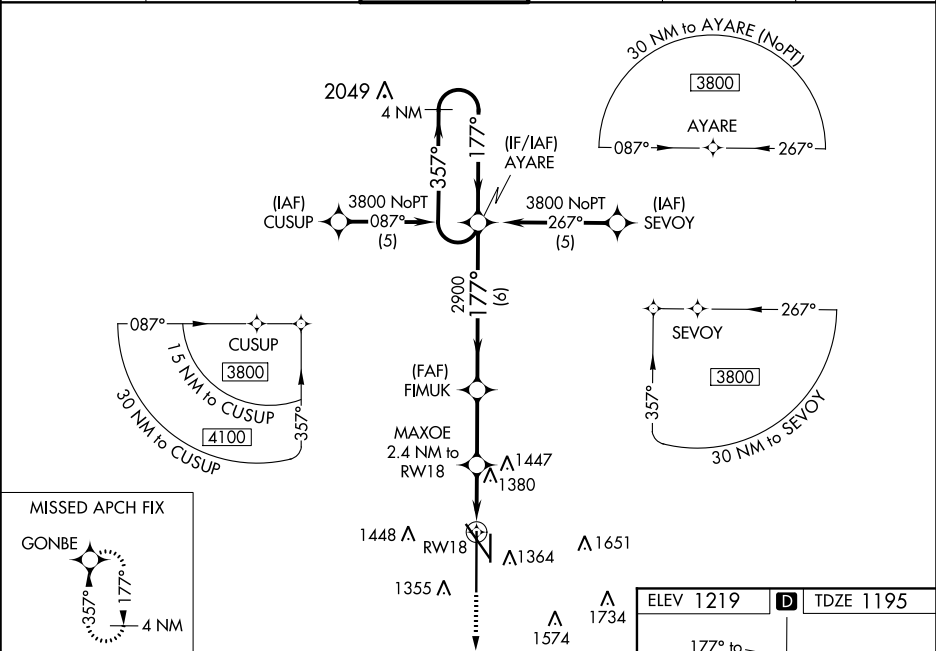 30 NM to AYARE (NoPT)
3800
AYARE
087°
267°
2049
4 NM
357°
177°
(IF/IAF)
AYARE
(IAF)
CUSUP
3800 NoPT
087°
(5)
3800 NoPT
267°
(5)
(IAF)
SEVOY
2900
177°
(6)
087°
CUSUP
3800
15 NM to CUSUP
4100
30 NM to CUSUP
357°
267°
SEVOY
3800
357°
30 NM to SEVOY
(FAF)
FIMUK
MAXOE
2.4 NM to
RW18
1447
1380
1448
RW18
1364
1651
1355
1574
1734
MISSED APCH FIX
GONBE
357°
177°
4 NM
ELEV 1219
D
TDZE 1195
177° to